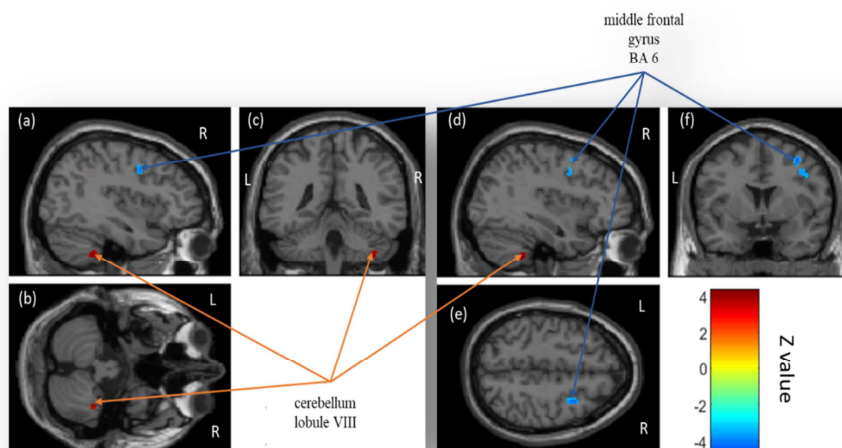 middle frontal
gyrus
BA 6
(a)
R
(c)
L
R
(d)
R
(f)
L
(b)
L
R
(e)
L
R
4
2
0
-2
-4
Z value
cerebellum
lobule VIII